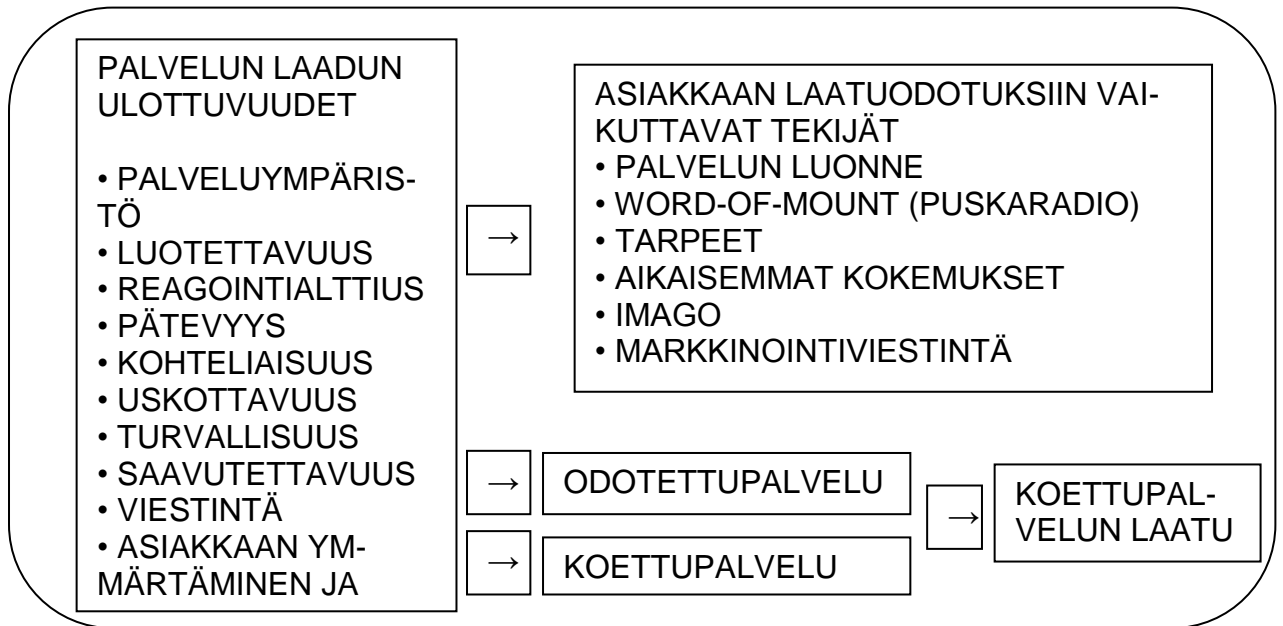 PALVELUN LAADUN
ULOTTUVUUDET
• PALVELUYMPÄRIS-
TÖ
• LUOTETTAVUUS
• REAGOINTIALTTIUS
• PÄTEVYYS
• KOHTELIAISUUS
• USKOTTAVUUS
• TURVALLISUUS
• SAAVUTETTAVUUS
• VIESTINTÄ
• ASIAKKAAN YM-
MÄRTÄMINEN JA
→
ASIAKKAAN LAATUODOTUKSIIN VAI-
KUTTAVAT TEKIJÄT
• PALVELUN LUONNE
• WORD-OF-MOUNT (PUSKARADIO)
• TARPEET
• AIKAISEMMAT KOKEMUKSET
• IMAGO
• MARKKINOINTIVIESTINTÄ
→
ODOTETTUPALVELU
→
KOETTUPALVELU
→
KOETTUPAL-
VELUN LAATU